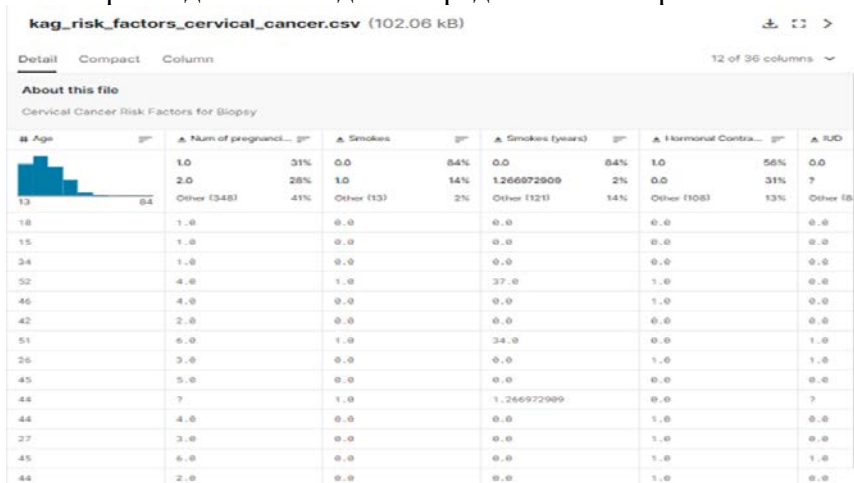 kag_risk_factors_cervical_cancer.csv (102.06 kB)
Detail Compact Column 12 of 36 columns
About this file
Cervical Cancer Risk Factors for Biopsy
# Age A Num of pregnanci... A Smokes A Smokes (years) A Hormonal Contra... A IUD
1.0 31% 0.0 84% 0.0 84% 1.0 56% 0.0
2.0 28% 1.0 14% 1.266972909 2% 0.0 31% ?
13 84 Other (348) 41% Other (13) 2% Other (121) 14% Other (108) 13% Other (8
18 1.0 0.0 0.0 0.0 0.0
15 1.0 0.0 0.0 0.0 0.0
34 1.0 0.0 0.0 0.0 0.0
52 4.0 1.0 37.0 1.0 0.0
46 4.0 0.0 0.0 1.0 0.0
42 2.0 0.0 0.0 0.0 0.0
51 6.0 1.0 34.0 0.0 1.0
26 3.0 0.0 0.0 1.0 1.0
45 5.0 0.0 0.0 0.0 0.0
44 ? 1.0 1.266972909 0.0 ?
44 4.0 0.0 0.0 1.0 0.0
27 3.0 0.0 0.0 1.0 0.0
45 6.0 0.0 0.0 1.0 1.0
44 2.0 0.0 0.0 1.0 0.0